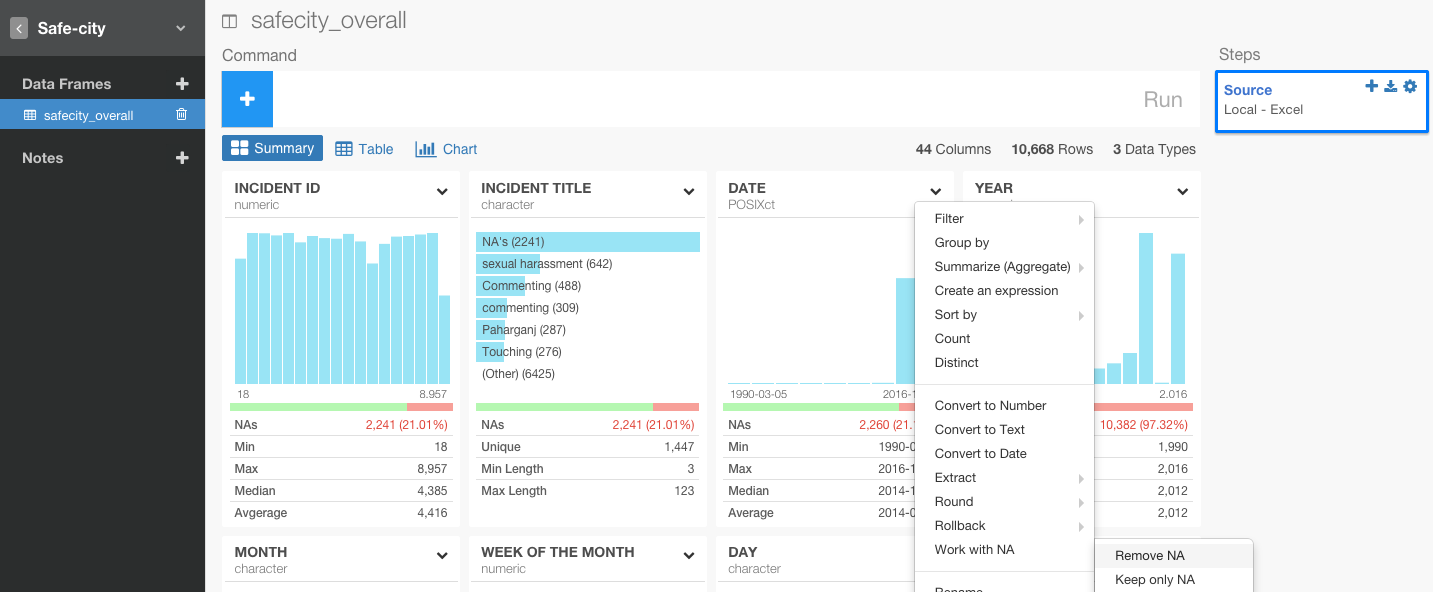 Safe-city
Data Frames
safecity_overall
Notes
safecity_overall
Command
Run
Summary Table Chart
44 Columns 10,668 Rows 3 Data Types
Steps
Source
Local - Excel
INCIDENT ID
numeric
18 8.957
NAs 2,241 (21.01%)
Min 18
Max 8,957
Median 4,385
Avgerage 4,416
INCIDENT TITLE
character
NA's (2241)
sexual harassment (642)
Commenting (488)
commenting (309)
Paharganj (287)
Touching (276)
(Other) (6425)
NAs 2,241 (21.01%)
Unique 1,447
Min Length 3
Max Length 123
DATE
POSIXct
1990-03-05 2016-1
NAs 2,260 (21.
Min 1990-0
Max 2016-1
Median 2014-1
Average 2014-0
YEAR
2.016
10,382 (97.32%)
1,990
2,016
2,012
2,012
Filter
Group by
Summarize (Aggregate)
Create an expression
Sort by
Count
Distinct
Convert to Number
Convert to Text
Convert to Date
Extract
Round
Rollback
Work with NA
Rename
Remove NA
Keep only NA
MONTH
character
WEEK OF THE MONTH
numeric
DAY
character